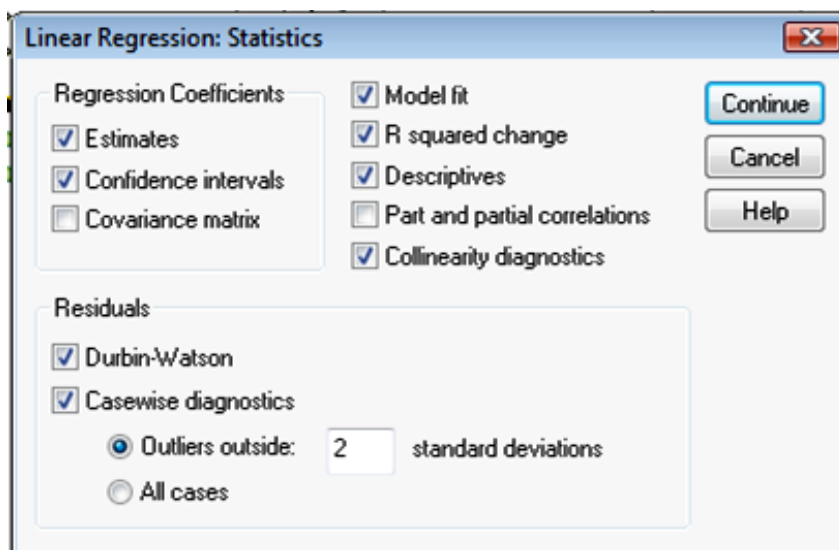 Linear Regression: Statistics
Regression Coefficients
Estimates
Confidence intervals
Covariance matrix
Model fit
R squared change
Descriptives
Part and partial correlations
Collinearity diagnostics
Continue
Cancel
Help
Residuals
Durbin-Watson
Casewise diagnostics
Outliers outside: 2 standard deviations
All cases